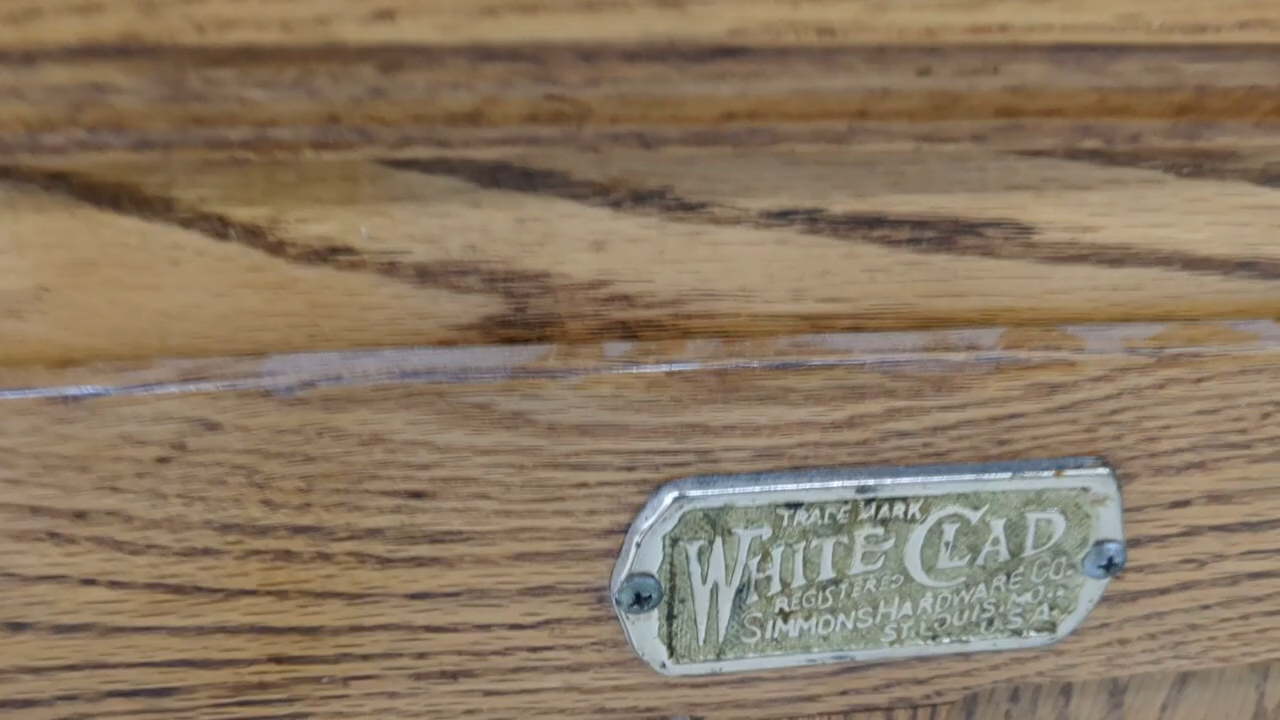 TRADE MARK
WHITE CLAD
REGISTERED
SIMMONS HARDWARE CO.
ST. LOUIS, MO., U.S.A.